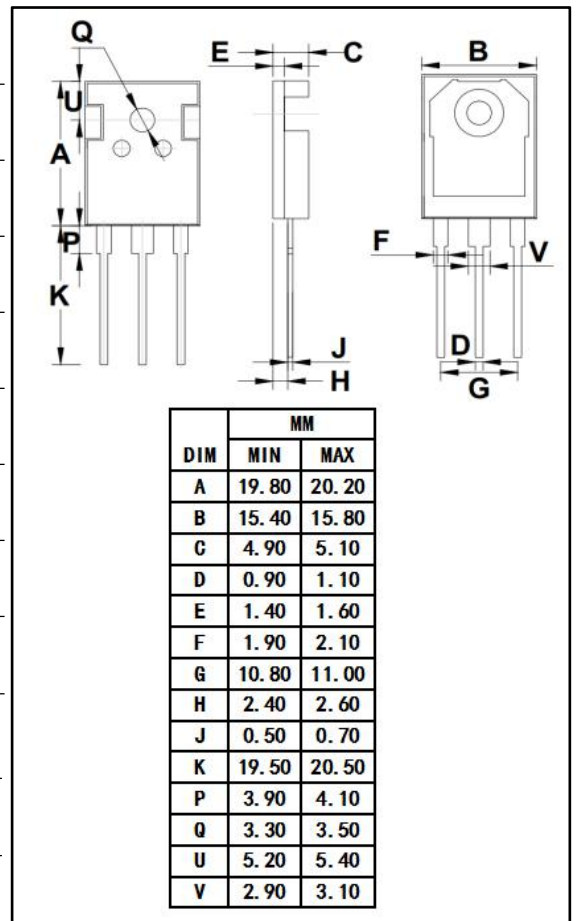 Q
E
C
B
U
A
P
K
F
V
J
D
H
G
MM
DIM MIN MAX
A 19.80 20.20
B 15.40 15.80
C 4.90 5.10
D 0.90 1.10
E 1.40 1.60
F 1.90 2.10
G 10.80 11.00
H 2.40 2.60
J 0.50 0.70
K 19.50 20.50
P 3.90 4.10
Q 3.30 3.50
U 5.20 5.40
V 2.90 3.10